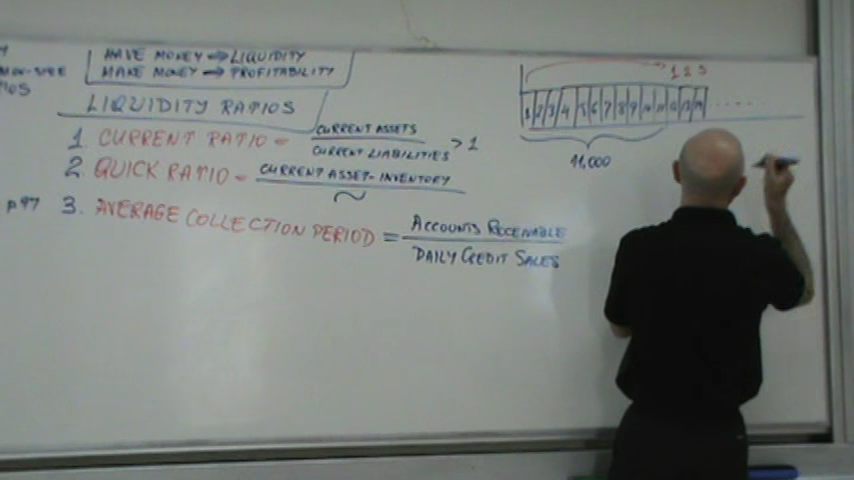 HAVE MONEY ⇒ LIQUIDITY
MAKE MONEY ⇒ PROFITABILITY
LIQUIDITY RATIOS
1. CURRENT RATIO = CURRENT ASSETS
CURRENT LIABILITIES > 1
2. QUICK RATIO = CURRENT ASSET-INVENTORY
~
p97 3. AVERAGE COLLECTION PERIOD = ACCOUNTS RECEIVABLE
DAILY CREDIT SALES
1 2 3
1 2 3 4 5 6 7 8 9 10 11 12 13 14 .....
11,000